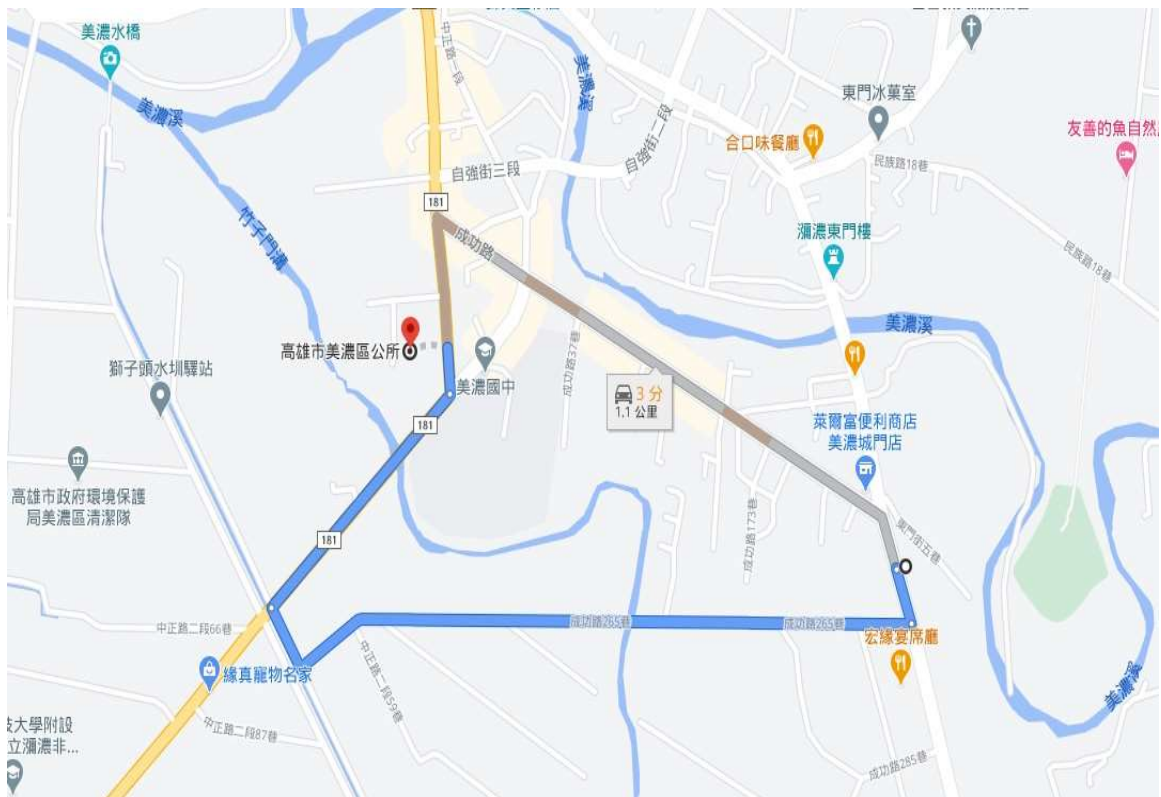 美濃水橋
美濃溪
中正路一段
美濃溪
自強街二段
自強街三段
合口味餐廳
東門冰菓室
民族路18巷
友善的魚自然
竹子門溝
181
成功路
瀰濃東門樓
民族路18巷
美濃溪
高雄市美濃區公所
獅子頭水圳驛站
美濃國中
成功路37巷
3 分
1.1 公里
181
萊爾富便利商店
美濃城門店
高雄市政府環境保護
局美濃區清潔隊
181
成功路173巷
東門街五巷
中正路二段66巷
成功路265巷
成功路265巷
宏緣宴席廳
緣真寵物名家
中正路二段59巷
美濃溪
技大學附設
立瀰濃非...
中正路二段87巷
成功路285巷